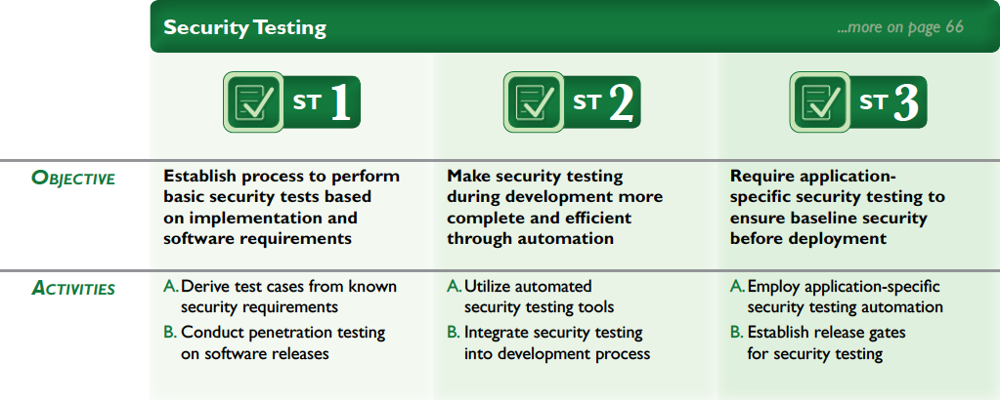 Security Testing
...more on page 66
ST 1
ST 2
ST 3
OBJECTIVE
Establish process to perform
basic security tests based
on implementation and
software requirements
Make security testing
during development more
complete and efficient
through automation
Require application-
specific security testing to
ensure baseline security
before deployment
ACTIVITIES
A. Derive test cases from known
security requirements
B. Conduct penetration testing
on software releases
A. Utilize automated
security testing tools
B. Integrate security testing
into development process
A. Employ application-specific
security testing automation
B. Establish release gates
for security testing